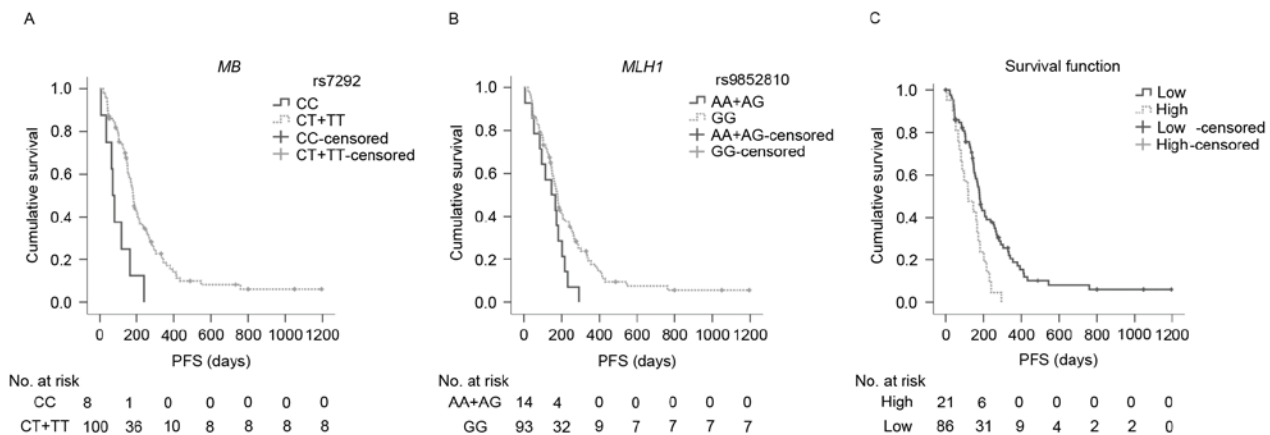 A
MB
rs7292
CC
CT+TT
CC-censored
CT+TT-censored
Cumulative survival
1.0
0.8
0.6
0.4
0.2
0.0
0 200 400 600 800 1000 1200
PFS (days)
No. at risk
CC 8 1 0 0 0 0 0
CT+TT 100 36 10 8 8 8 8
B
MLH1
rs9852810
AA+AG
GG
AA+AG-censored
GG-censored
Cumulative survival
1.0
0.8
0.6
0.4
0.2
0.0
0 200 400 600 800 1000 1200
PFS (days)
No. at risk
AA+AG 14 4 0 0 0 0 0
GG 93 32 9 7 7 7 7
C
Survival function
Low
High
Low -censored
High-censored
Cumulative survival
1.0
0.8
0.6
0.4
0.2
0.0
0 200 400 600 800 1000 1200
PFS (days)
No. at risk
High 21 6 0 0 0 0 0
Low 86 31 9 4 2 2 0